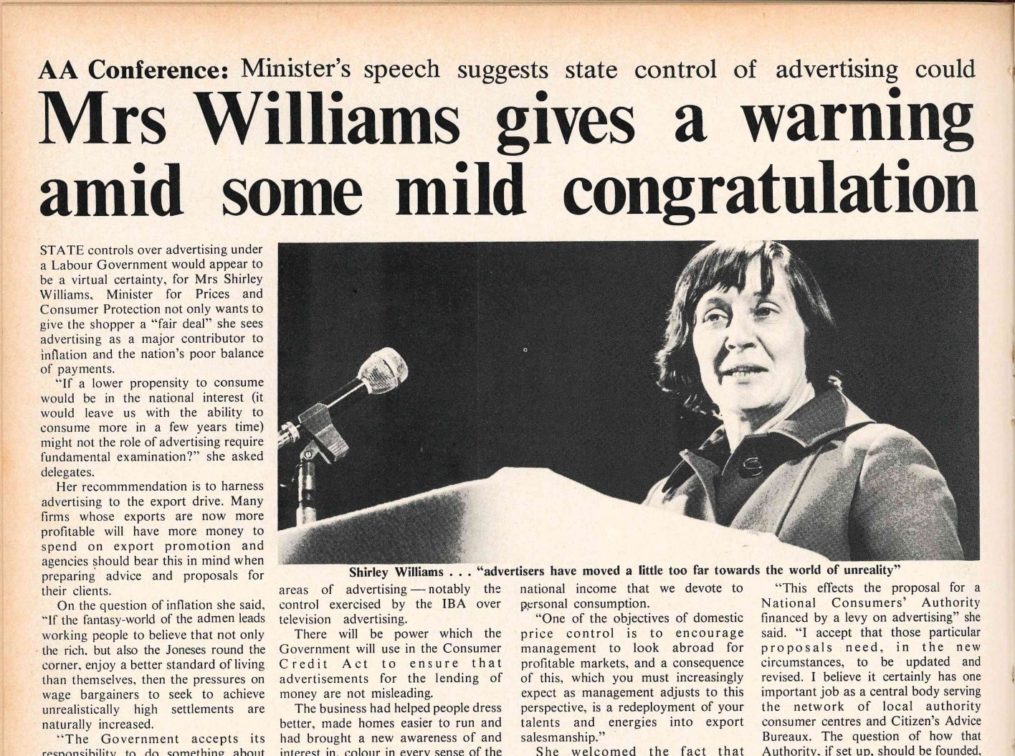 AA Conference: Minister's speech suggests state control of advertising could
Mrs Williams gives a warning
amid some mild congratulation
STATE controls over advertising under
a Labour Government would appear to
be a virtual certainty, for Mrs Shirley
Williams, Minister for Prices and
Consumer Protection not only wants to
give the shopper a "fair deal" she sees
advertising as a major contributor to
inflation and the nation's poor balance
of payments.
"If a lower propensity to consume
would be in the national interest (it
would leave us with the ability to
consume more in a few years time)
might not the role of advertising require
fundamental examination?" she asked
delegates.
Her recommmendation is to harness
advertising to the export drive. Many
firms whose exports are now more
profitable will have more money to
spend on export promotion and
agencies should bear this in mind when
preparing advice and proposals for
their clients.
On the question of inflation she said,
"If the fantasy-world of the admen leads
working people to believe that not only
the rich, but also the Joneses round the
corner, enjoy a better standard of living
than themselves, then the pressures on
wage bargainers to seek to achieve
unrealistically high settlements are
naturally increased.
"The Government accepts its
responsibility to do something about
Shirley Williams . . . "advertisers have moved a little too far towards the world of unreality"
areas of advertising — notably the
control exercised by the IBA over
television advertising.
There will be power which the
Government will use in the Consumer
Credit Act to ensure that
advertisements for the lending of
money are not misleading.
The business had helped people dress
better, made homes easier to run and
had brought a new awareness of and
interest in, colour in every sense of the
national income that we devote to
personal consumption.
"One of the objectives of domestic
price control is to encourage
management to look abroad for
profitable markets, and a consequence
of this, which you must increasingly
expect as management adjusts to this
perspective, is a redeployment of your
talents and energies into export
salesmanship."
She welcomed the fact that
"This effects the proposal for a
National Consumers' Authority
financed by a levy on advertising" she
said. "I accept that those particular
proposals need, in the new
circumstances, to be updated and
revised. I believe it certainly has one
important job as a central body serving
the network of local authority
consumer centres and Citizen's Advice
Bureaux. The question of how that
Authority, if set up, should be founded,